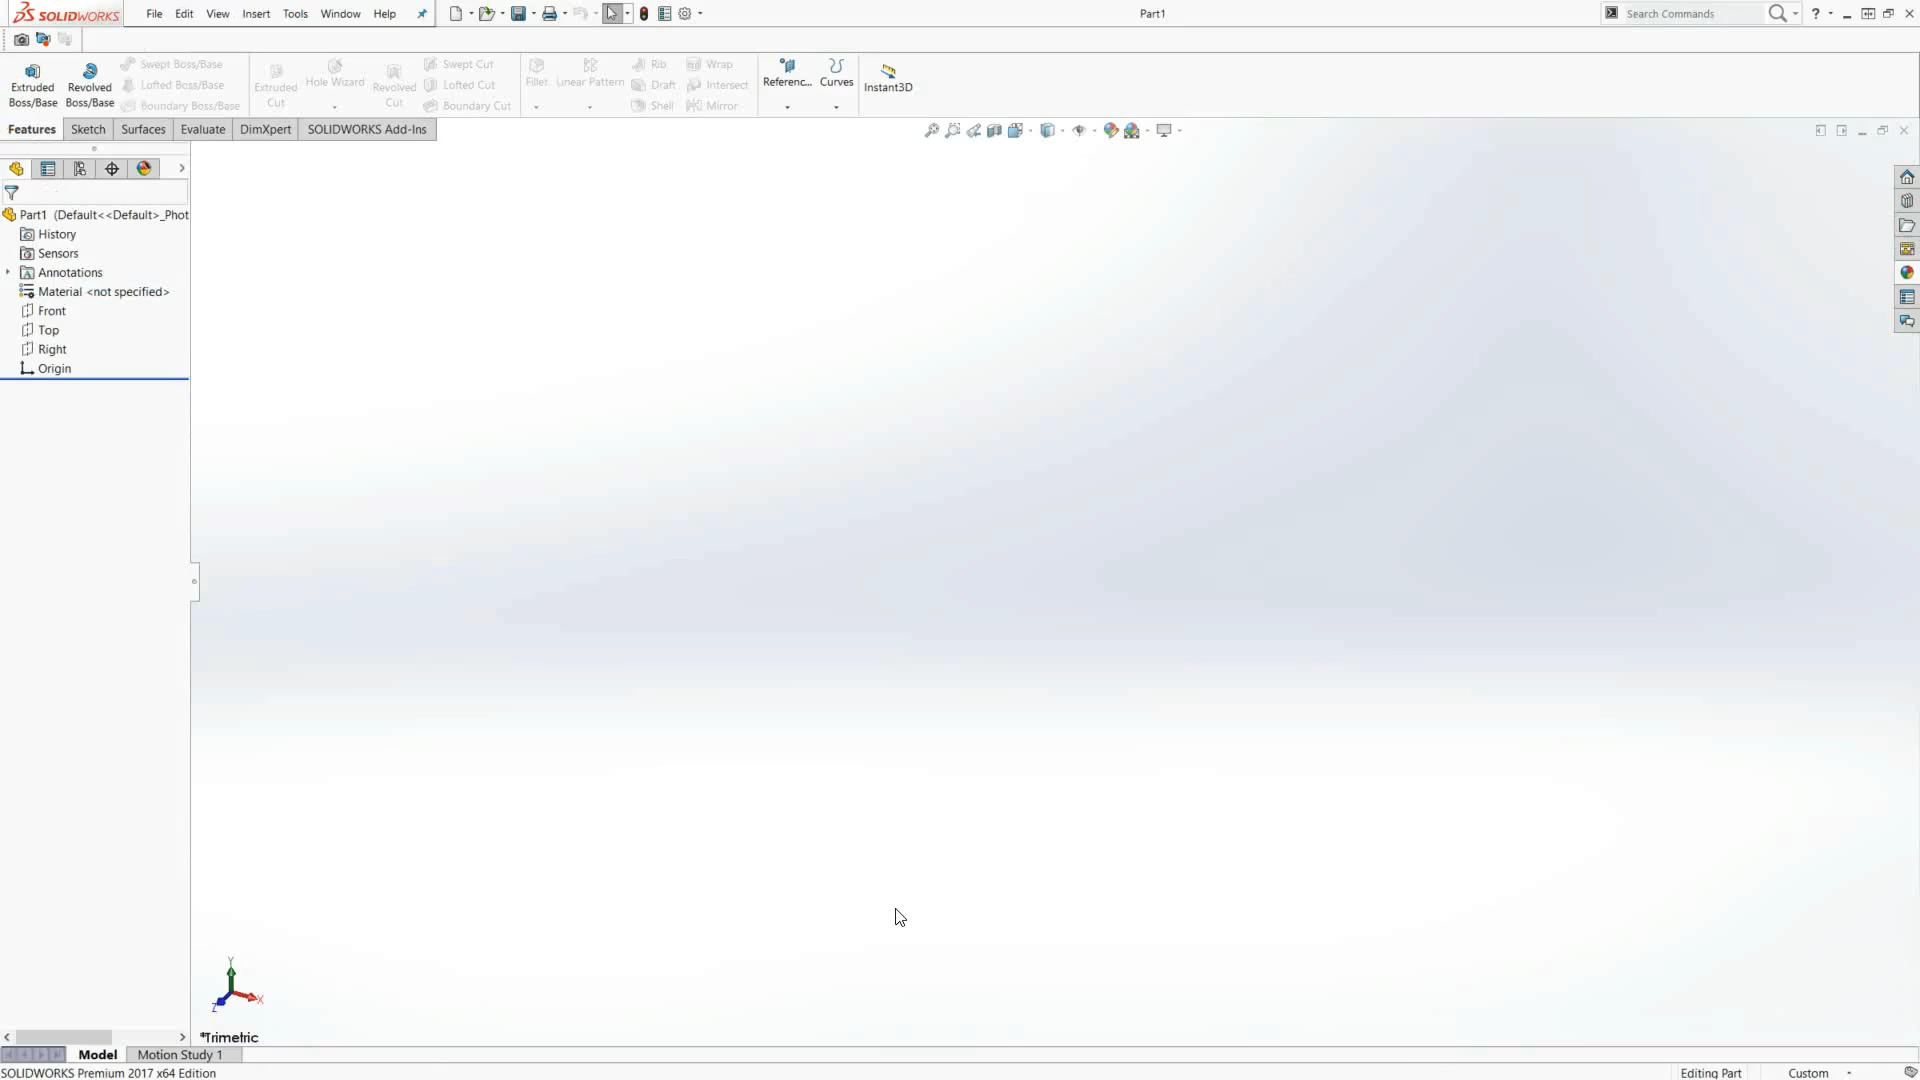 SOLIDWORKS File Edit View Insert Tools Window Help Part1 Search Commands
Swept Boss/Base Swept Cut Rib Wrap
Extruded Boss/Base Revolved Boss/Base Lofted Boss/Base Extruded Cut Hole Wizard Revolved Cut Lofted Cut Fillet Linear Pattern Draft Intersect Referenc... Curves Instant3D
Boundary Boss/Base Boundary Cut Shell Mirror
Features Sketch Surfaces Evaluate DimXpert SOLIDWORKS Add-Ins
Part1 (Default<<Default>_Phot
History
Sensors
Annotations
Material <not specified>
Front
Top
Right
Origin
Y
X
Z
*Trimetric
Model Motion Study 1
SOLIDWORKS Premium 2017 x64 Edition Editing Part Custom